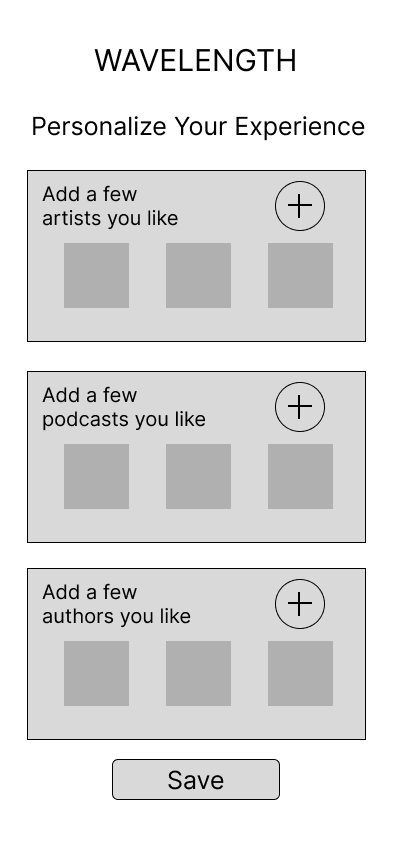 WAVELENGTH
Personalize Your Experience
Add a few
artists you like
Add a few
podcasts you like
Add a few
authors you like
Save